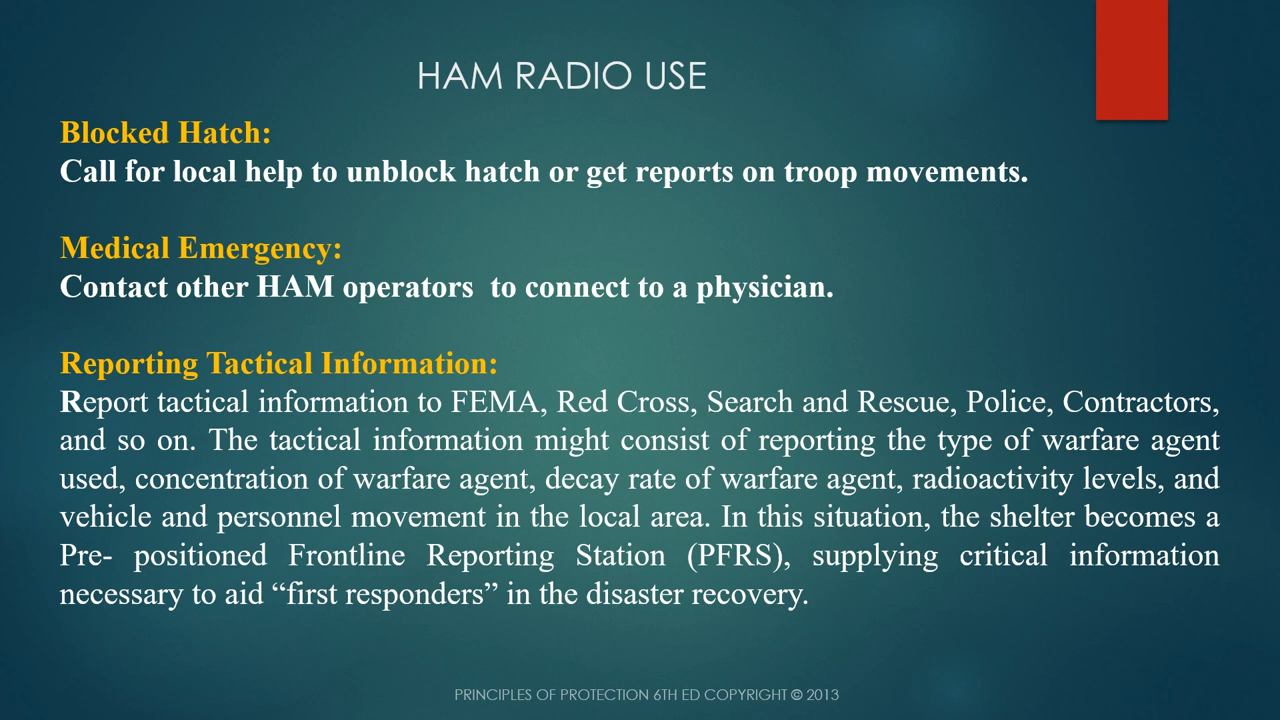 HAM RADIO USE
Blocked Hatch:
Call for local help to unblock hatch or get reports on troop movements.
Medical Emergency:
Contact other HAM operators  to connect to a physician.
Reporting Tactical Information:
Report tactical information to FEMA, Red Cross, Search and Rescue, Police, Contractors,
and so on. The tactical information might consist of reporting the type of warfare agent
used, concentration of warfare agent, decay rate of warfare agent, radioactivity levels, and
vehicle and personnel movement in the local area. In this situation, the shelter becomes a
Pre- positioned Frontline Reporting Station (PFRS), supplying critical information
necessary to aid “first responders” in the disaster recovery.
PRINCIPLES OF PROTECTION 6TH ED COPYRIGHT © 2013